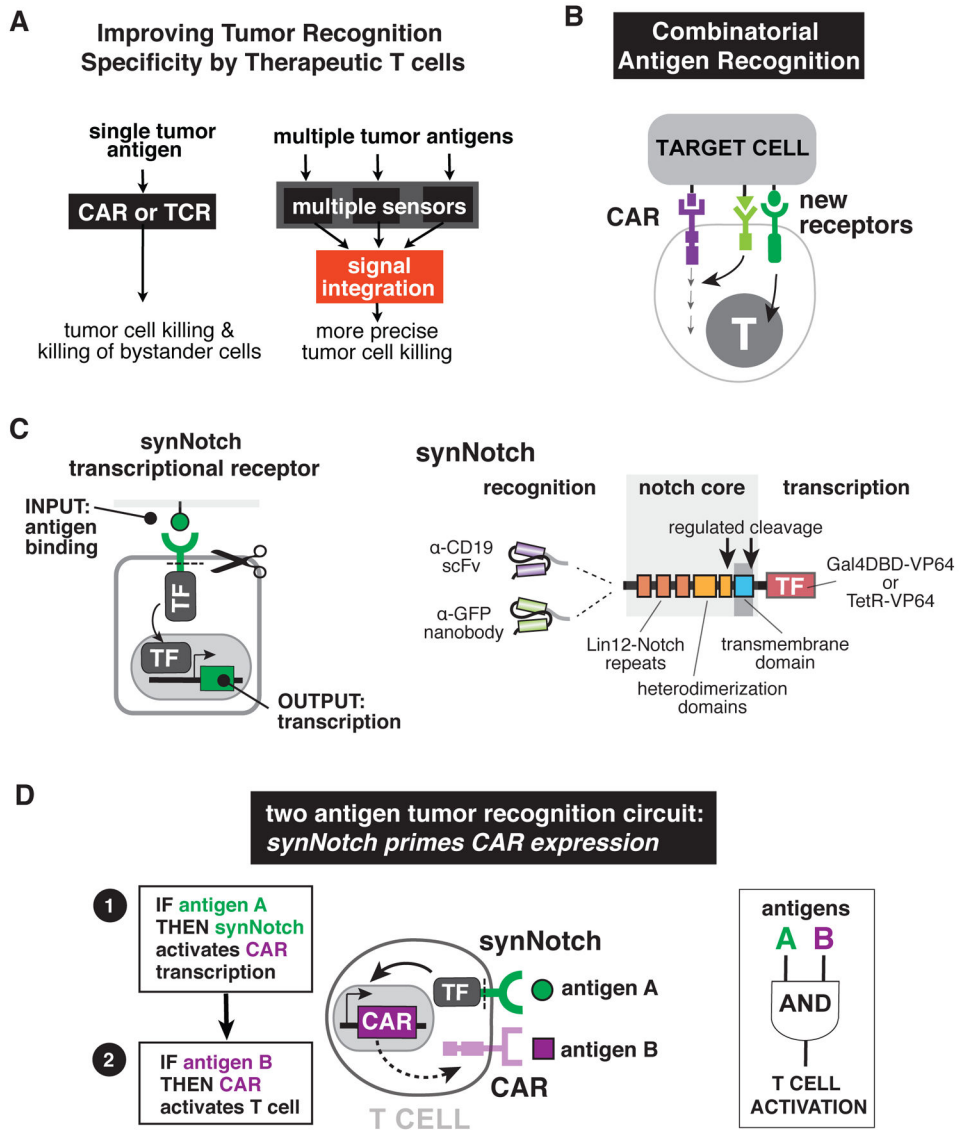 A
Improving Tumor Recognition
Specificity by Therapeutic T cells
single tumor
antigen
CAR or TCR
tumor cell killing &
killing of bystander cells
multiple tumor antigens
multiple sensors
signal
integration
more precise
tumor cell killing
B
Combinatorial
Antigen Recognition
TARGET CELL
CAR
new
receptors
T
C
synNotch
transcriptional receptor
INPUT:
antigen
binding
TF
TF
OUTPUT:
transcription
synNotch
recognition
notch core
transcription
regulated cleavage
α-CD19
scFv
α-GFP
nanobody
TF
Gal4DBD-VP64
or
TetR-VP64
Lin12-Notch
repeats
transmembrane
domain
heterodimerization
domains
D
two antigen tumor recognition circuit:
synNotch primes CAR expression
1
IF antigen A
THEN synNotch
activates CAR
transcription
2
IF antigen B
THEN CAR
activates T cell
synNotch
TF
antigen A
CAR
antigen B
CAR
T CELL
antigens
A B
AND
T CELL
ACTIVATION